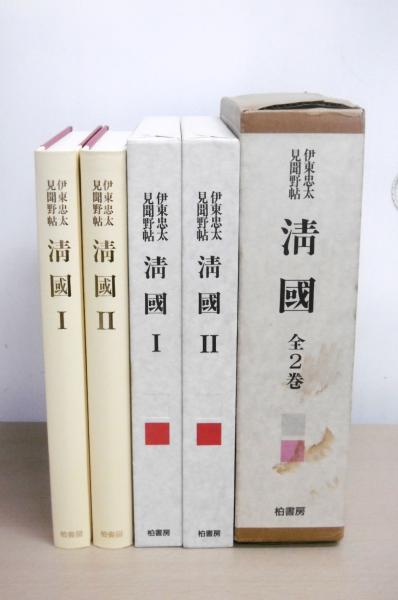 伊東忠太
見聞野帖
清國
I
柏書房
伊東忠太
見聞野帖
清國
II
柏書房
伊東忠太
見聞野帖
清國
I
柏書房
伊東忠太
見聞野帖
清國
II
柏書房
伊東忠太
見聞野帖
清國
全2巻
柏書房